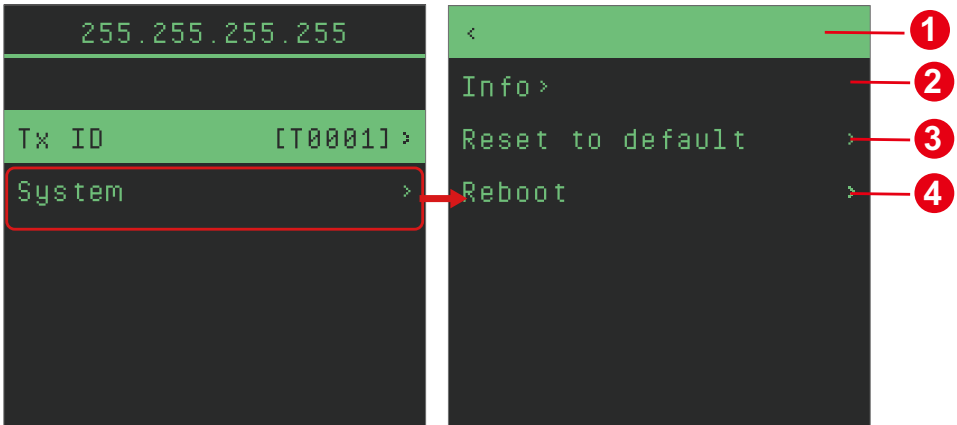 255.255.255.255
Tx ID [T0001] >
System >
<
Info>
Reset to default >
Reboot >
1
2
3
4